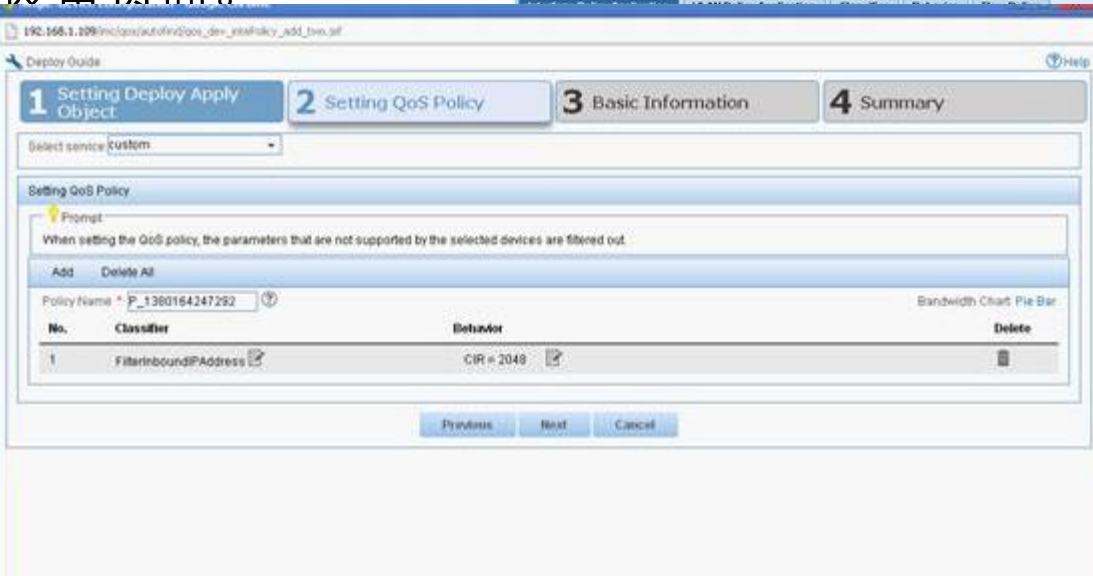 192.168.1.109/imc/qos/autofind/qos_dev_intePolicy_add_two.jsf
Deploy Guide
Help
1 Setting Deploy Apply Object
2 Setting QoS Policy
3 Basic Information
4 Summary
Select service custom
Setting QoS Policy
Prompt
When setting the QoS policy, the parameters that are not supported by the selected devices are filtered out.
Add Delete All
Policy Name * P_1380164247292
Bandwidth Chart Pie Bar
No. Classifier Behavior Delete
1 FilterInboundIPAddress CIR = 2048
Previous Next Cancel